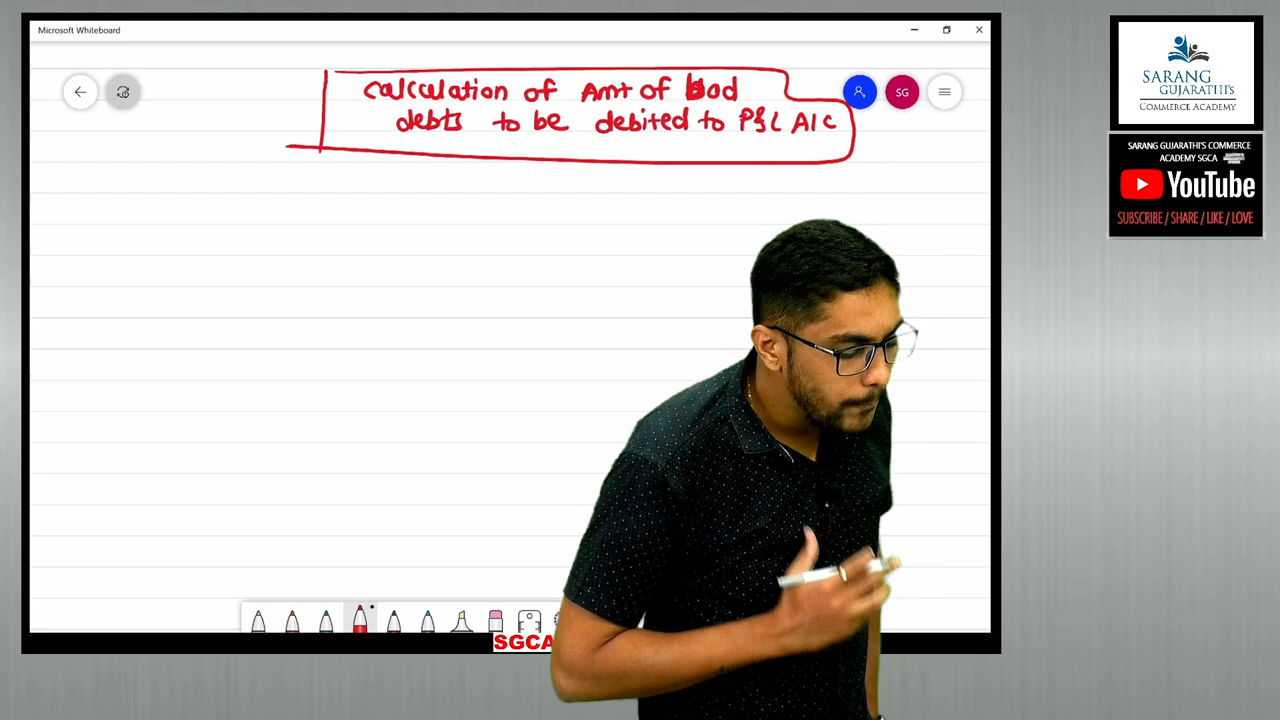 Microsoft Whiteboard
calculation of Amt of bad
debts to be debited to P&L A/c
SG
SARANG
GUJARATHI'S
COMMERCE ACADEMY
SARANG GUJARATHI'S COMMERCE
ACADEMY SGCA
YouTube
SUBSCRIBE / SHARE / LIKE / LOVE
SGCA